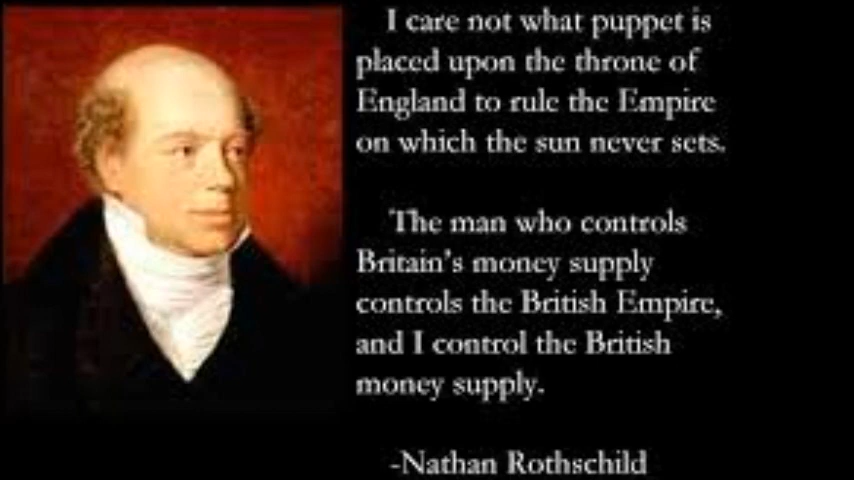 I care not what puppet is
placed upon the throne of
England to rule the Empire
on which the sun never sets.
The man who controls
Britain's money supply
controls the British Empire,
and I control the British
money supply.
-Nathan Rothschild